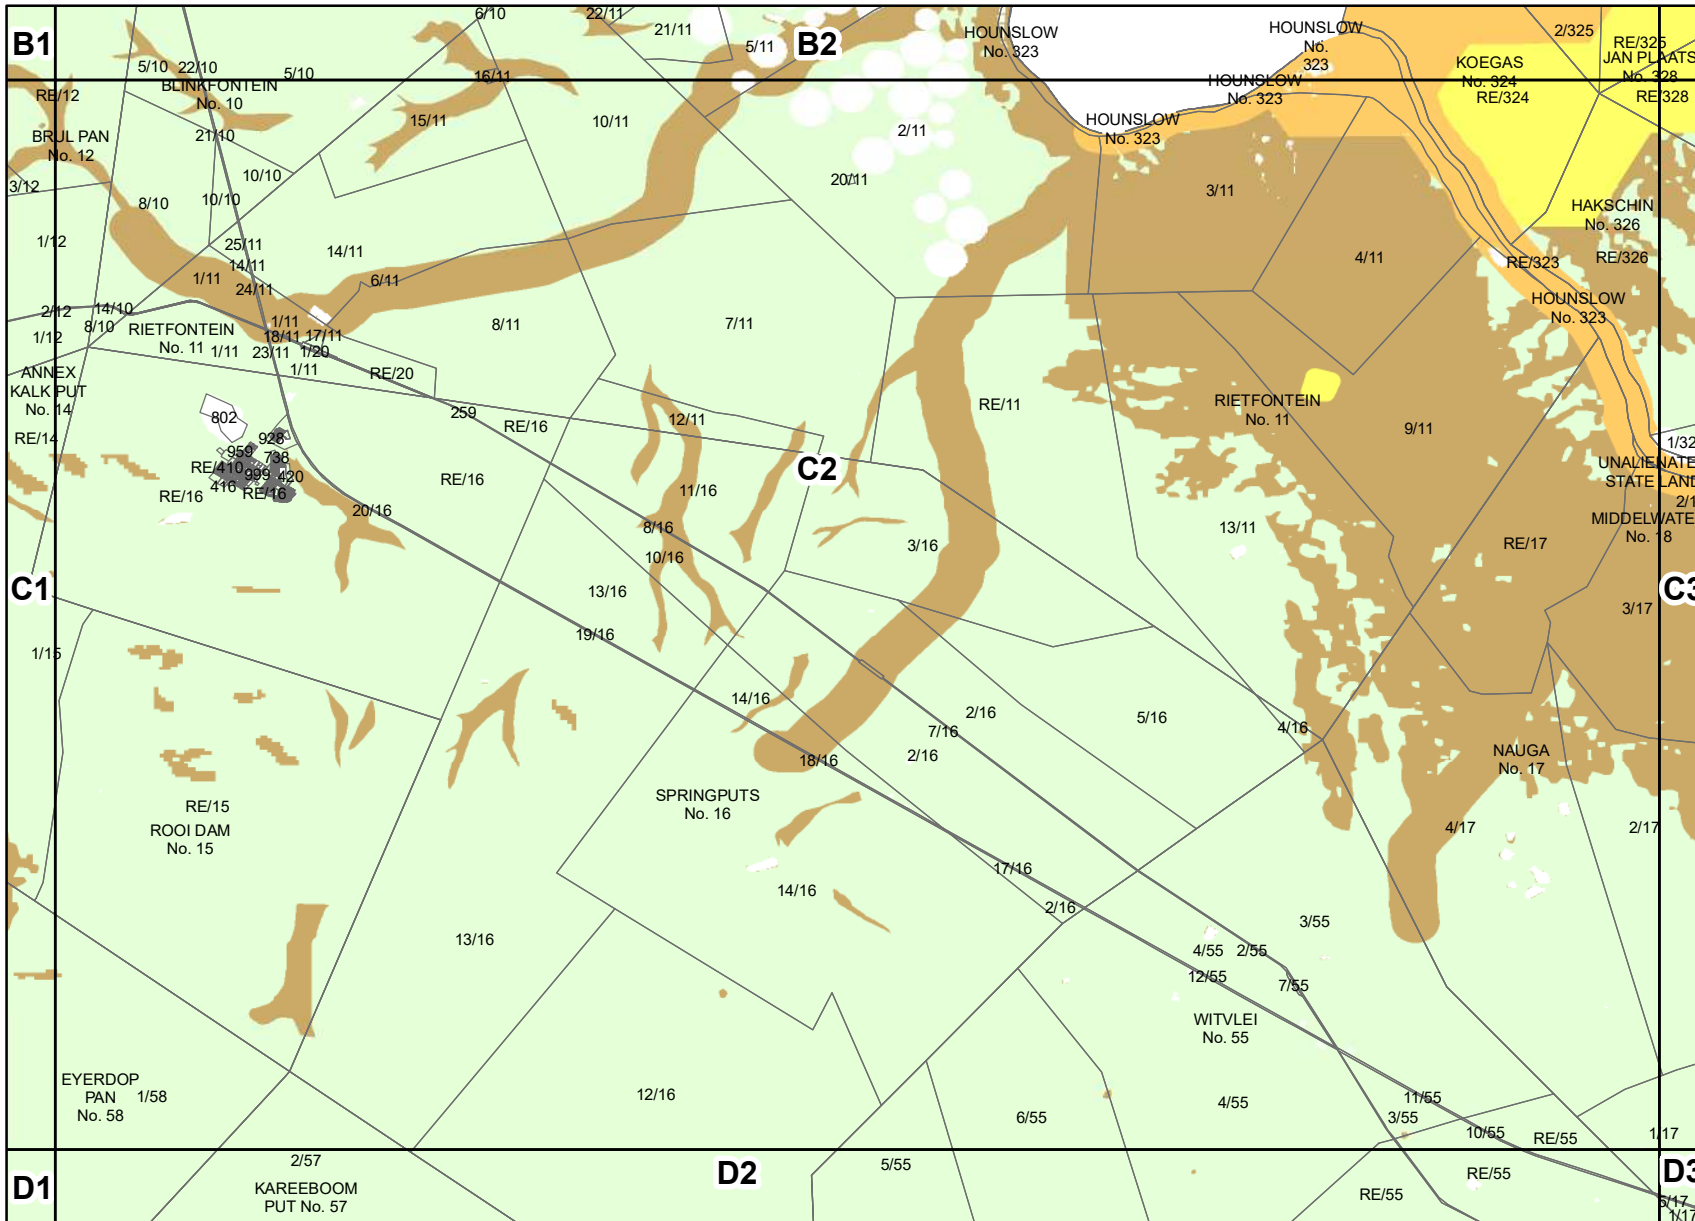 6/10
22/11
21/11
2/325
B1
5/11
B2
HOUNSLOW
No. 323
HOUNSLOW
No.
323
RE/325
JAN PLAATS
No. 328
RE/328
5/10
22/10
5/10
BLINKFONTEIN
No. 10
16/11
KOEGAS
No. 324
RE/324
HOUNSLOW
No. 323
RE/12
BRUL PAN
No. 12
21/10
15/11
10/11
2/11
HOUNSLOW
No. 323
3/12
10/10
10/10
8/10
20/11
3/11
HAKSCHIN
No. 326
1/12
25/11
14/11
14/11
1/11
24/11
6/11
4/11
RE/323
RE/326
2/12
14/10
8/10
1/12
RIETFONTEIN
No. 11
1/11
1/11
18/11
17/11
23/11
1/20
1/11
8/11
7/11
HOUNSLOW
No. 323
ANNEX
KALK PUT
No. 14
RE/20
259
RE/16
12/11
RE/11
RIETFONTEIN
No. 11
9/11
802
RE/14
928
959
738
RE/410
999
420
416
RE/16
RE/16
RE/16
C2
11/16
1/32
UNALIENATE
STATE LAND
2/1
MIDDELWATE
No. 18
20/16
8/16
10/16
3/16
13/11
RE/17
C1
13/16
C3
3/17
19/16
1/15
14/16
2/16
5/16
4/16
7/16
2/16
18/16
NAUGA
No. 17
RE/15
ROOI DAM
No. 15
SPRINGPUTS
No. 16
4/17
2/17
17/16
14/16
2/16
13/16
3/55
4/55
2/55
12/55
7/55
WITVLEI
No. 55
EYERDOP
PAN
No. 58
1/58
12/16
6/55
4/55
11/55
3/55
10/55
RE/55
1/17
D1
2/57
KAREEBOOM
PUT No. 57
D2
5/55
RE/55
RE/55
D3
5/17
1/17